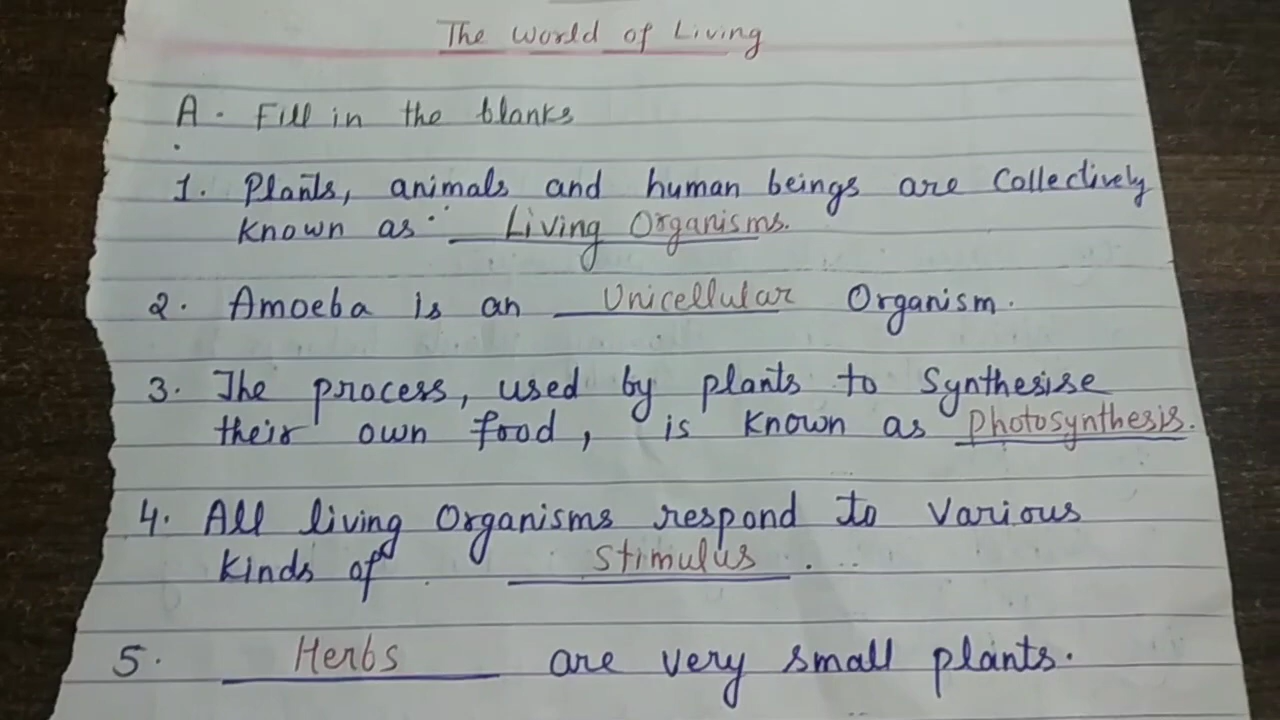 The World of Living
A. Fill in the blanks
1. Plants, animals and human beings are Collectively
known as Living Organisms.
2. Amoeba is an Unicellular Organism.
3. The process, used by plants to Synthesise
their own food, is known as Photosynthesis.
4. All living Organisms respond to Various
kinds of Stimulus.
5. Herbs are very small plants.